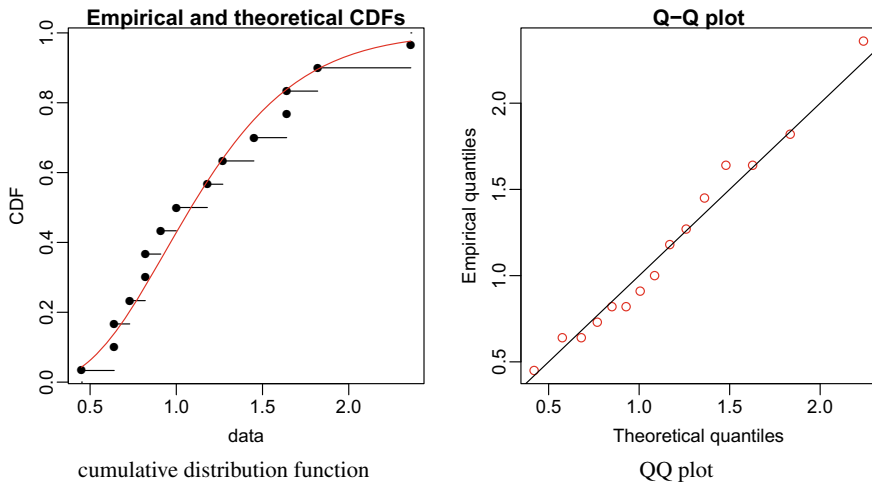 Empirical and theoretical CDFs
CDF
0.0 0.2 0.4 0.6 0.8 1.0
0.5 1.0 1.5 2.0
data
cumulative distribution function
Q−Q plot
Empirical quantiles
0.5 1.0 1.5 2.0
0.5 1.0 1.5 2.0
Theoretical quantiles
QQ plot